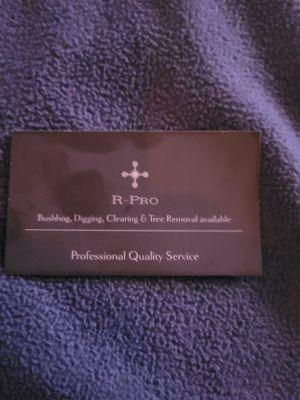 R-Pro
Bushhog, Digging, Clearing & Tree Removal available
Professional Quality Service